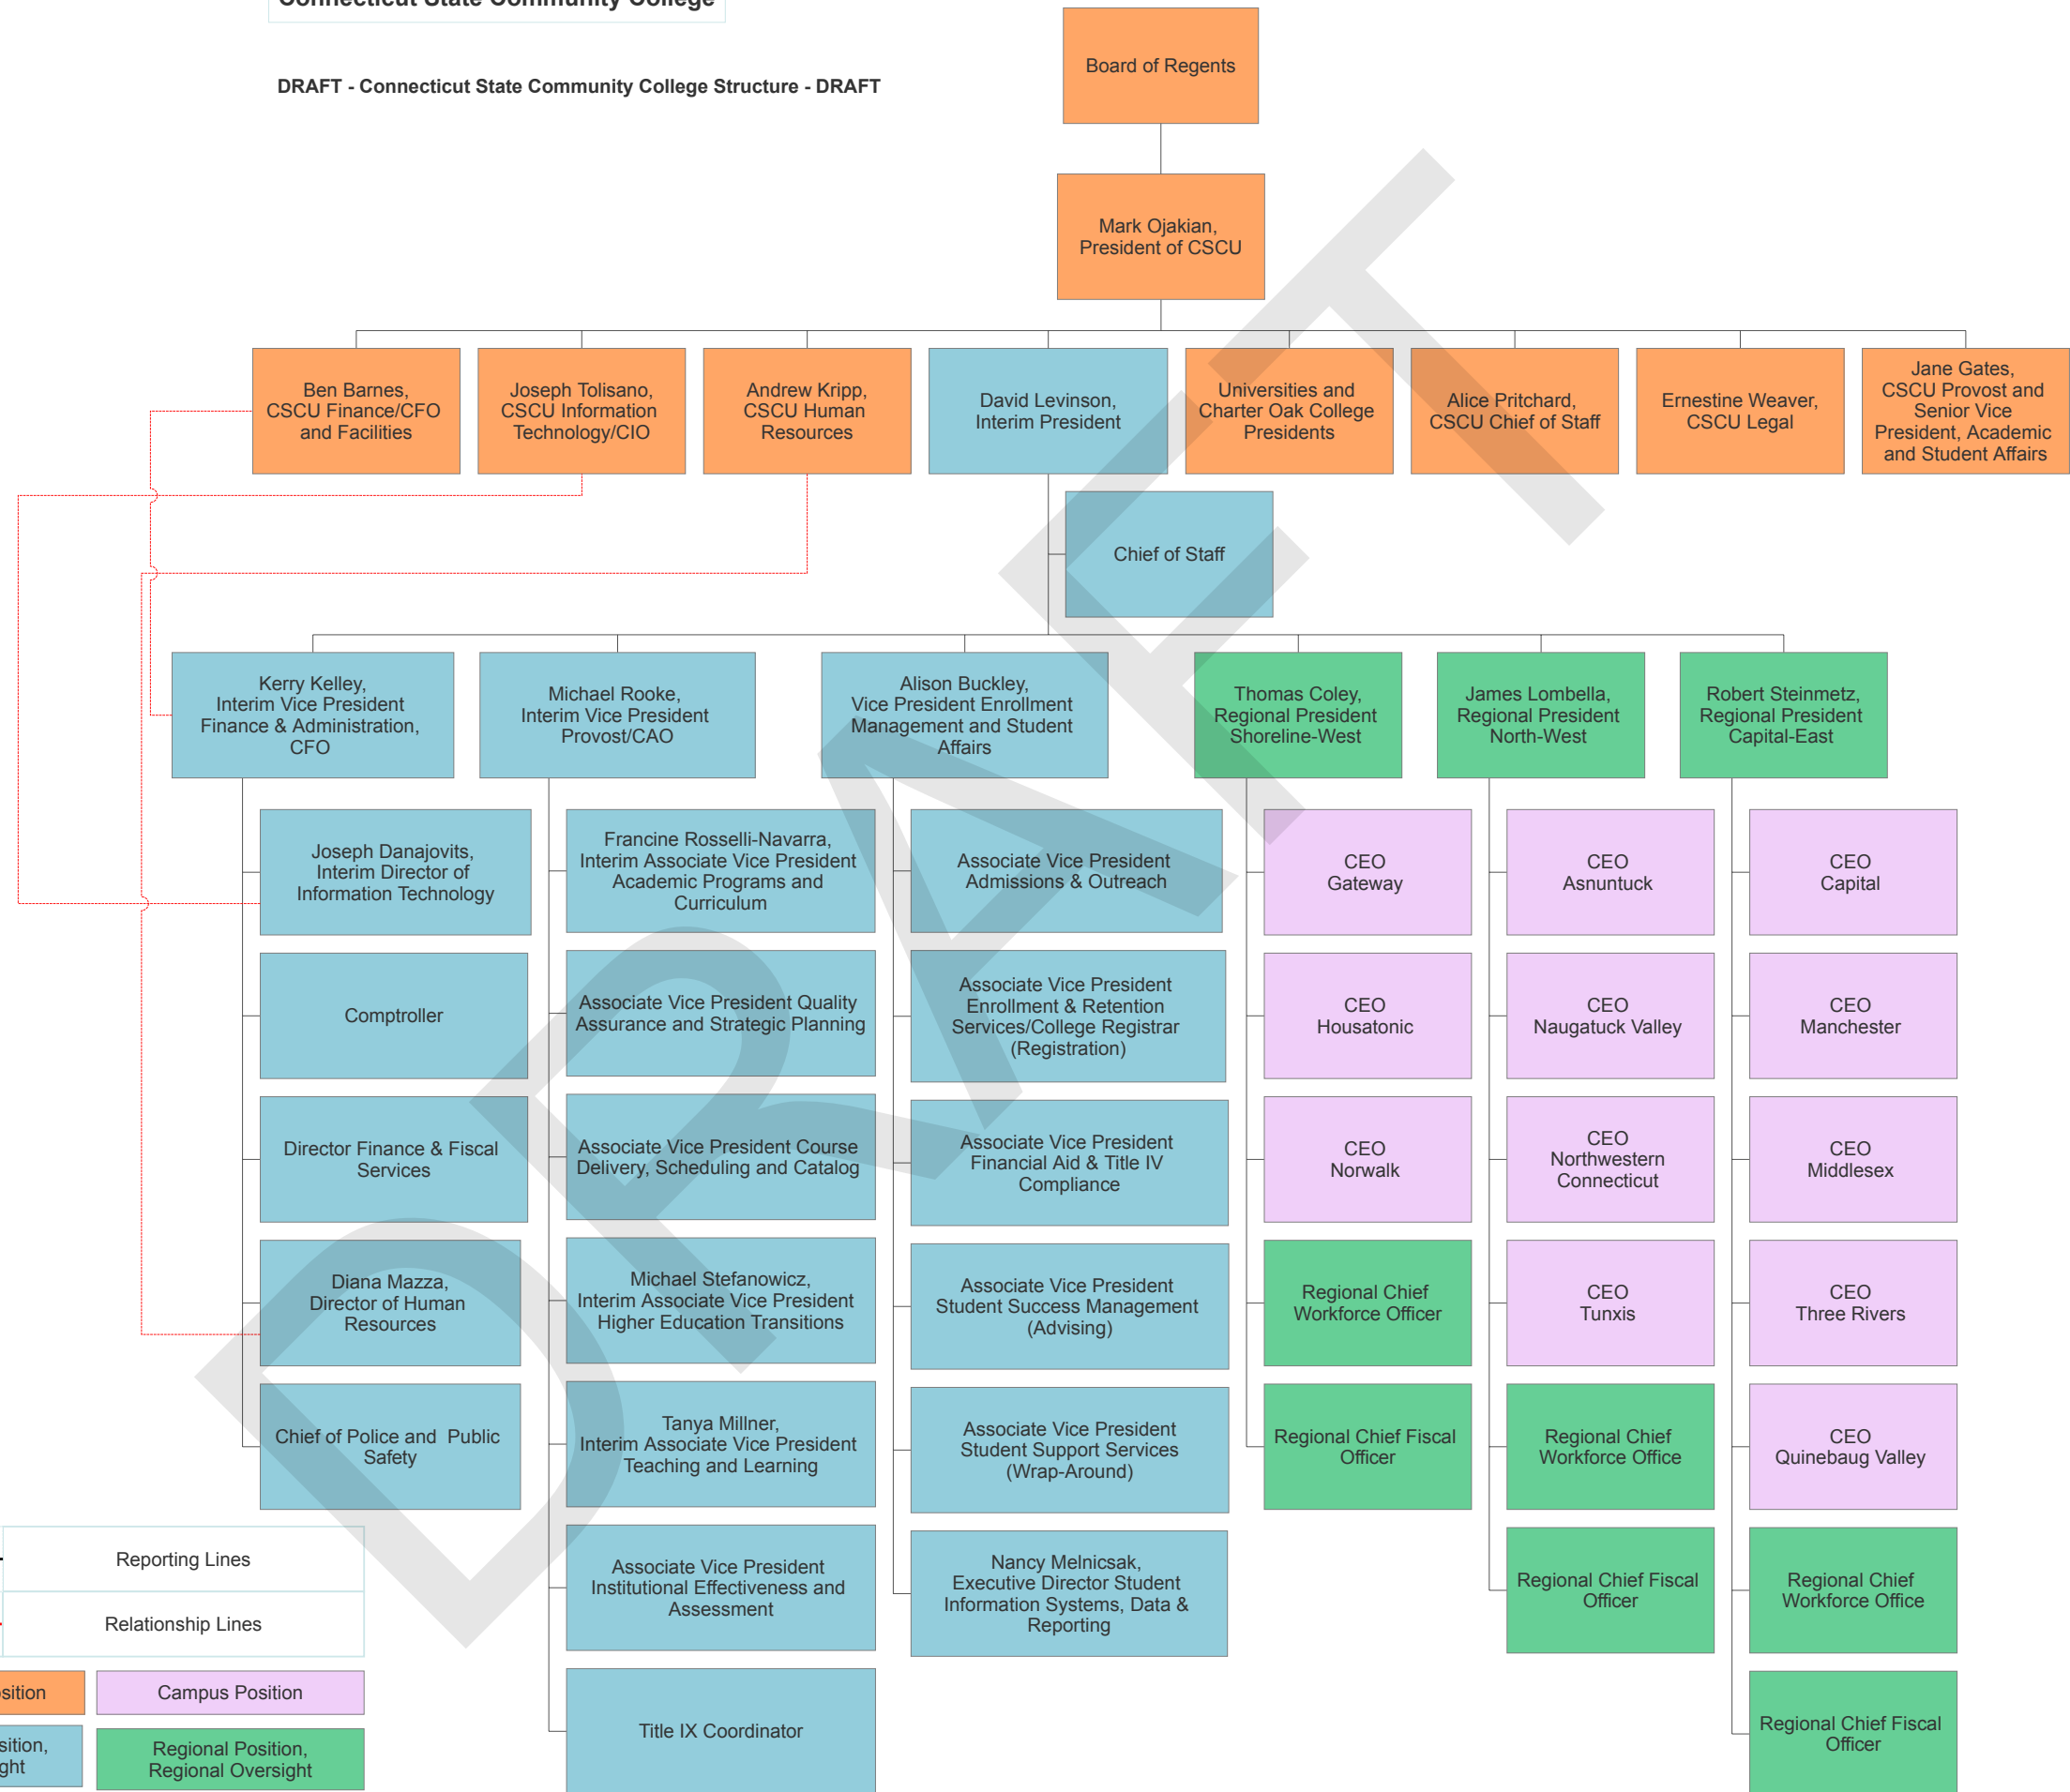 Connecticut State Community College
DRAFT - Connecticut State Community College Structure - DRAFT
Board of Regents
Mark Ojakian,
President of CSCU
Ben Barnes,
CSCU Finance/CFO
and Facilities
Joseph Tolisano,
CSCU Information
Technology/CIO
Andrew Kripp,
CSCU Human
Resources
David Levinson,
Interim President
Universities and
Charter Oak College
Presidents
Alice Pritchard,
CSCU Chief of Staff
Ernestine Weaver,
CSCU Legal
Jane Gates,
CSCU Provost and
Senior Vice
President, Academic
and Student Affairs
Chief of Staff
Kerry Kelley,
Interim Vice President
Finance & Administration,
CFO
Michael Rooke,
Interim Vice President
Provost/CAO
Alison Buckley,
Vice President Enrollment
Management and Student
Affairs
Thomas Coley,
Regional President
Shoreline-West
James Lombella,
Regional President
North-West
Robert Steinmetz,
Regional President
Capital-East
Joseph Danajovits,
Interim Director of
Information Technology
Comptroller
Director Finance & Fiscal
Services
Diana Mazza,
Director of Human
Resources
Chief of Police and  Public
Safety
Francine Rosselli-Navarra,
Interim Associate Vice President
Academic Programs and
Curriculum
Associate Vice President Quality
Assurance and Strategic Planning
Associate Vice President Course
Delivery, Scheduling and Catalog
Michael Stefanowicz,
Interim Associate Vice President
Higher Education Transitions
Tanya Millner,
Interim Associate Vice President
Teaching and Learning
Associate Vice President
Institutional Effectiveness and
Assessment
Title IX Coordinator
Associate Vice President
Admissions & Outreach
Associate Vice President
Enrollment & Retention
Services/College Registrar
(Registration)
Associate Vice President
Financial Aid & Title IV
Compliance
Associate Vice President
Student Success Management
(Advising)
Associate Vice President
Student Support Services
(Wrap-Around)
Nancy Melnicsak,
Executive Director Student
Information Systems, Data &
Reporting
CEO
Gateway
CEO
Housatonic
CEO
Norwalk
Regional Chief
Workforce Officer
Regional Chief Fiscal
Officer
CEO
Asnuntuck
CEO
Naugatuck Valley
CEO
Northwestern
Connecticut
CEO
Tunxis
Regional Chief
Workforce Office
Regional Chief Fiscal
Officer
CEO
Capital
CEO
Manchester
CEO
Middlesex
CEO
Three Rivers
CEO
Quinebaug Valley
Regional Chief
Workforce Office
Regional Chief Fiscal
Officer
Reporting Lines
Relationship Lines
Campus Position
Regional Position,
Regional Oversight
DRAFT